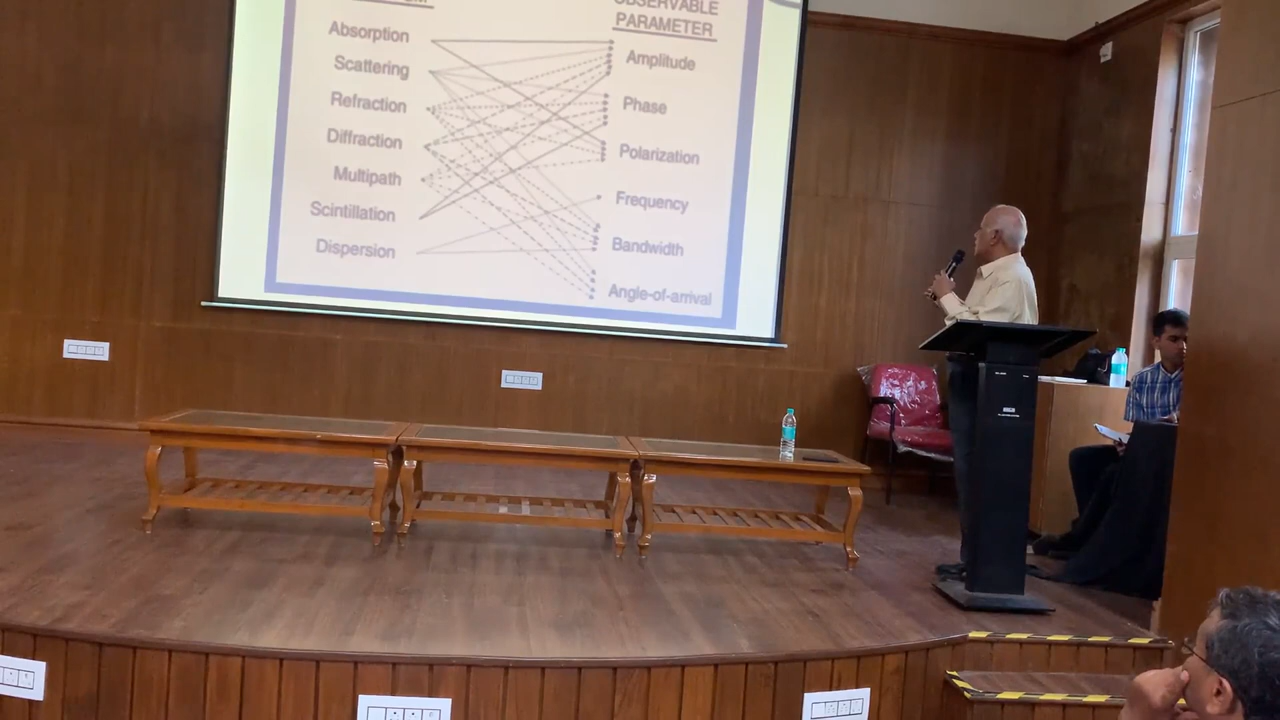 OBSERVABLE
PARAMETER
Absorption
Amplitude
Scattering
Refraction
Phase
Diffraction
Polarization
Multipath
Frequency
Scintillation
Bandwidth
Dispersion
Angle-of-arrival